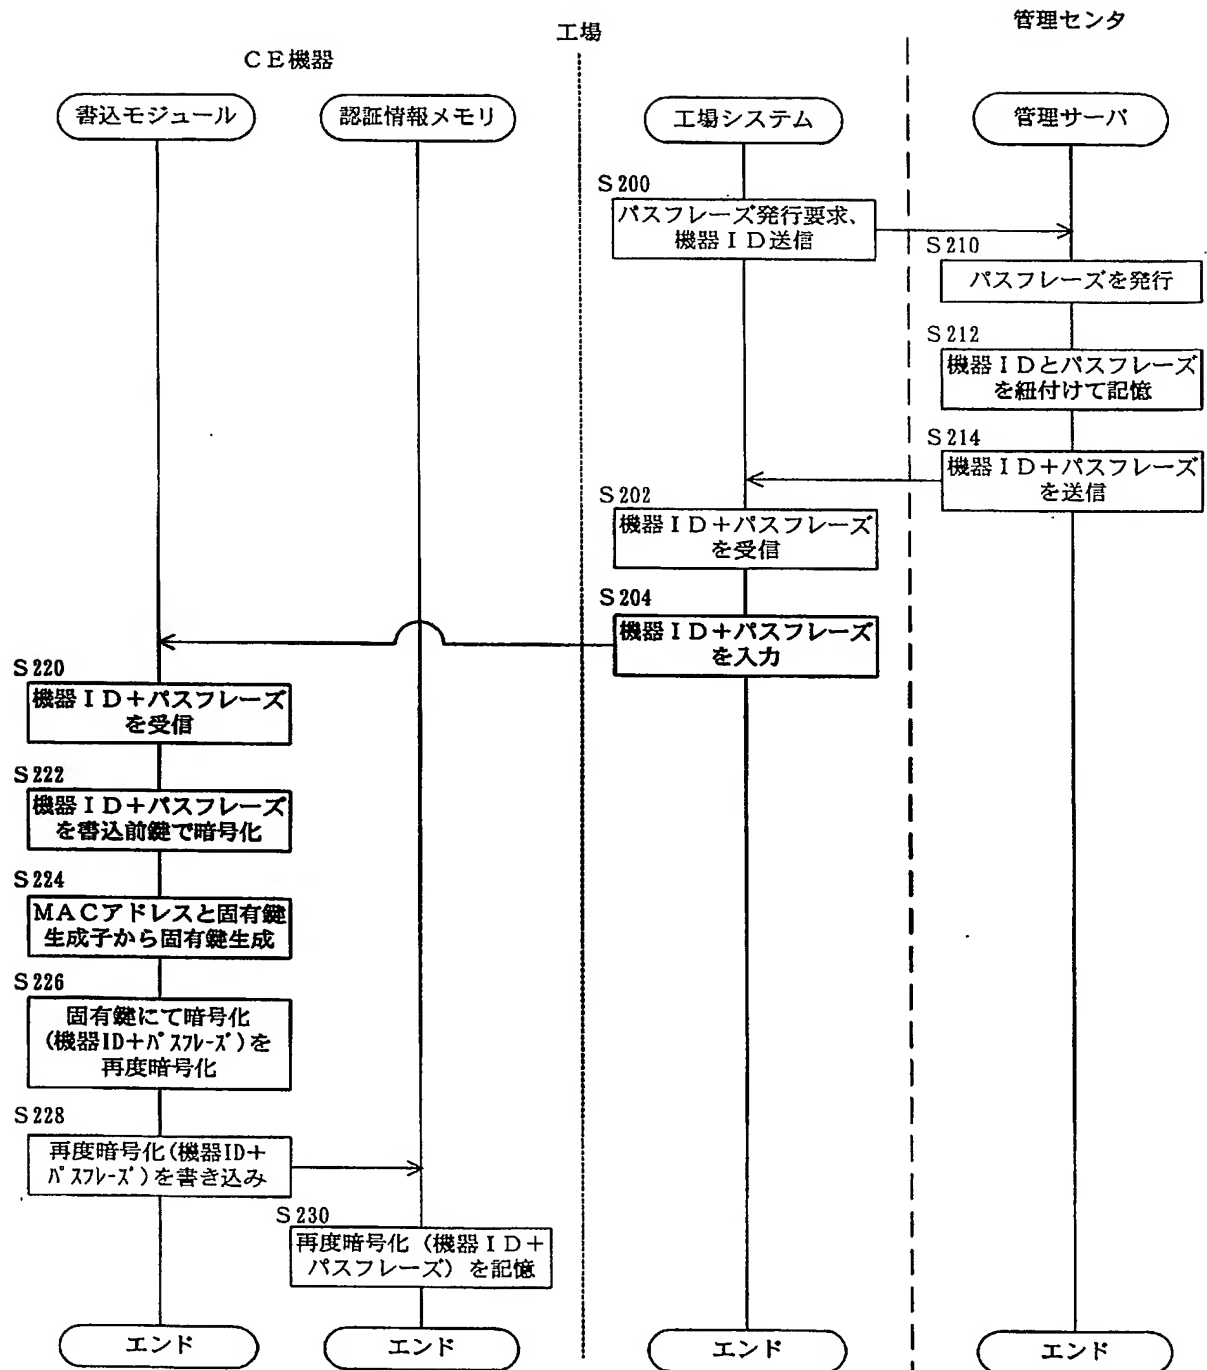 管理センタ
工場
ＣＥ機器
書込モジュール
認証情報メモリ
工場システム
管理サーバ
Ｓ200
パスフレーズ発行要求、
機器ＩＤ送信
Ｓ210
パスフレーズを発行
Ｓ212
機器ＩＤとパスフレーズ
を紐付けて記憶
Ｓ214
機器ＩＤ＋パスフレーズ
を送信
Ｓ202
機器ＩＤ＋パスフレーズ
を受信
Ｓ204
機器ＩＤ＋パスフレーズ
を入力
Ｓ220
機器ＩＤ＋パスフレーズ
を受信
Ｓ222
機器ＩＤ＋パスフレーズ
を書込前鍵で暗号化
Ｓ224
ＭＡＣアドレスと固有鍵
生成子から固有鍵生成
Ｓ226
固有鍵にて暗号化
(機器ID＋ﾊﾟｽﾌﾚｰｽﾞ)を
再度暗号化
Ｓ228
再度暗号化(機器ID＋
ﾊﾟｽﾌﾚｰｽﾞ)を書き込み
Ｓ230
再度暗号化（機器ＩＤ＋
パスフレーズ）を記憶
エンド
エンド
エンド
エンド